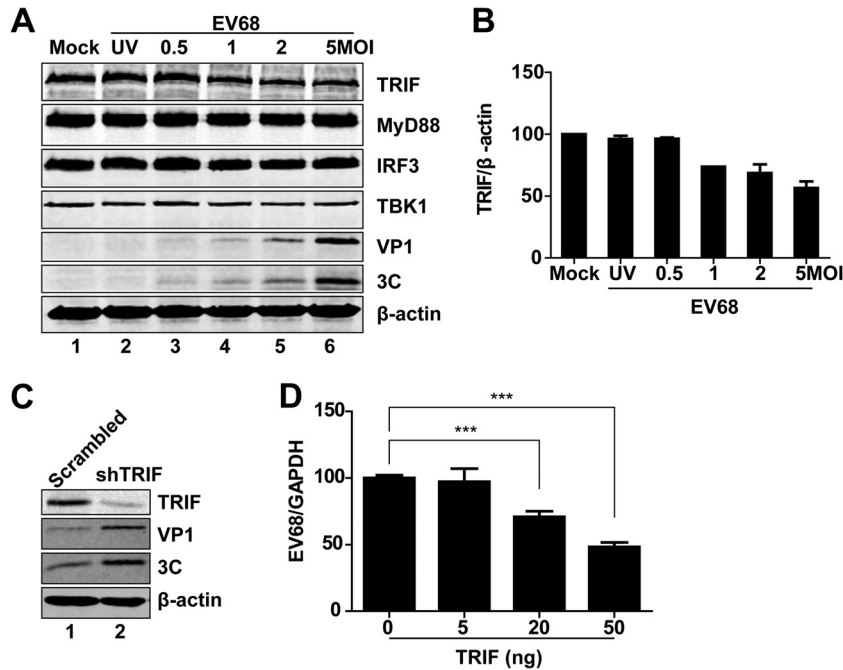 A
EV68
Mock UV 0.5 1 2 5MOI
TRIF
MyD88
IRF3
TBK1
VP1
3C
β-actin
1 2 3 4 5 6
B
TRIF/β -actin
150
100
50
0
Mock UV 0.5 1 2 5MOI
EV68
C
Scrambled
shTRIF
TRIF
VP1
3C
β-actin
1 2
D
EV68/GAPDH
150
100
50
0
***
***
0 5 20 50
TRIF (ng)